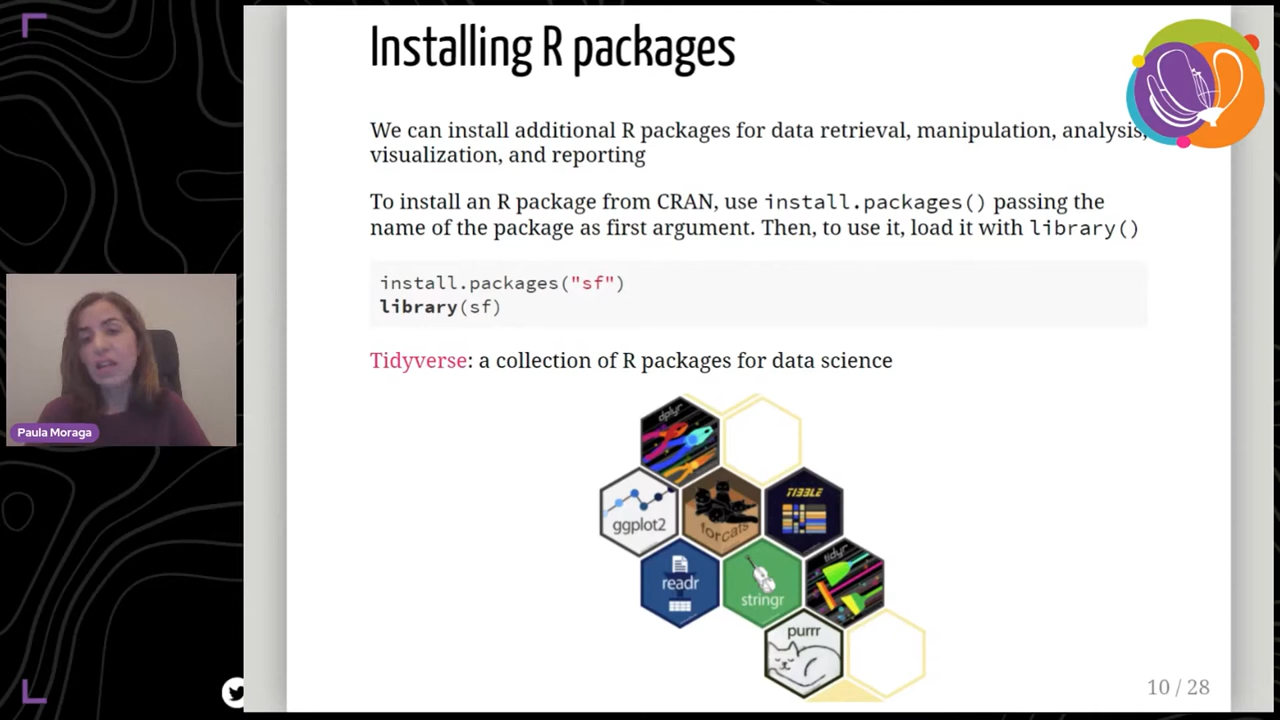 Installing R packages
We can install additional R packages for data retrieval, manipulation, analysis,
visualization, and reporting
To install an R package from CRAN, use install.packages() passing the
name of the package as first argument. Then, to use it, load it with library()
install.packages("sf")
library(sf)
Tidyverse: a collection of R packages for data science
dplyr
ggplot2
forcats
TIBBLE
readr
stringr
tidyr
purrr
Paula Moraga
10 / 28